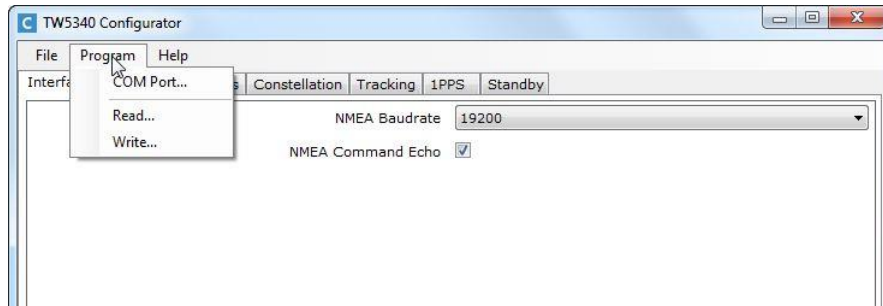 C TW5340 Configurator
File Program Help
COM Port...
Read...
Write...
Constellation Tracking 1PPS Standby
NMEA Baudrate 19200
NMEA Command Echo